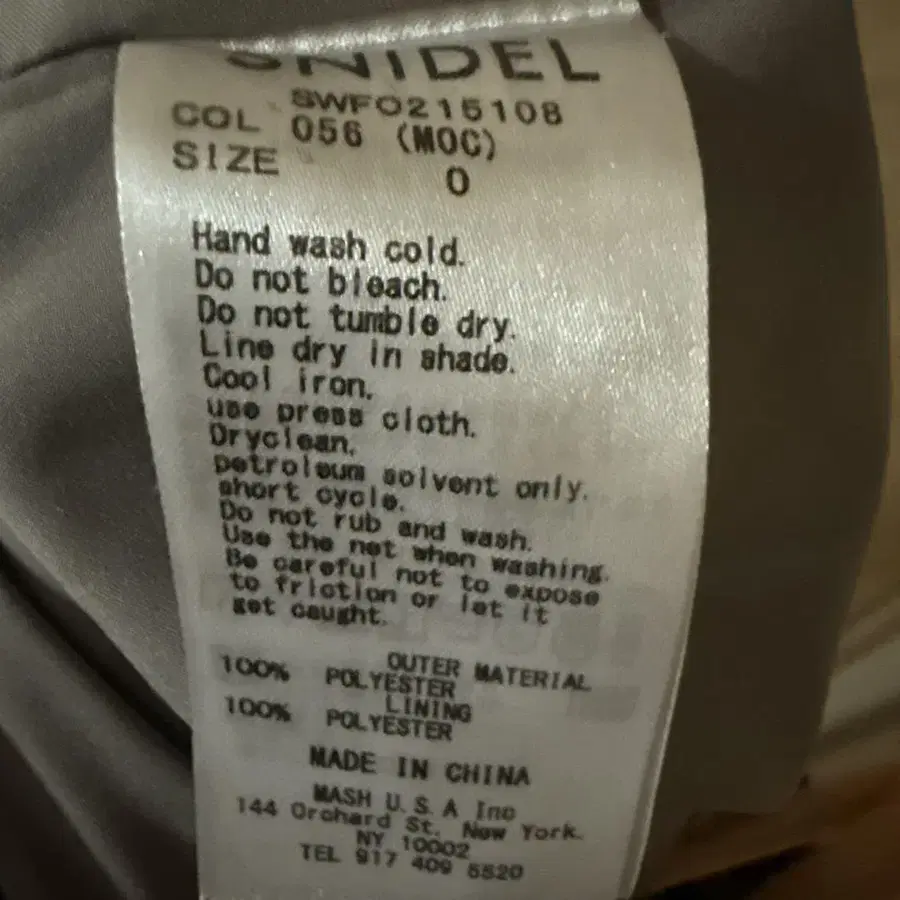 SNIDEL
SWFO215108
COL 056 (MOC)
SIZE 0
Hand wash cold.
Do not bleach.
Do not tumble dry.
Line dry in shade.
Cool iron.
use press cloth.
Dryclean.
petroleum solvent only.
short cycle.
Do not rub and wash.
Use the net when washing.
Be careful not to expose
to friction or let it
get caught.
OUTER MATERIAL
100% POLYESTER
LINING
100% POLYESTER
MADE IN CHINA
MASH U.S.A Inc
144 Orchard St. New York.
NY 10002
TEL 917 409 5520